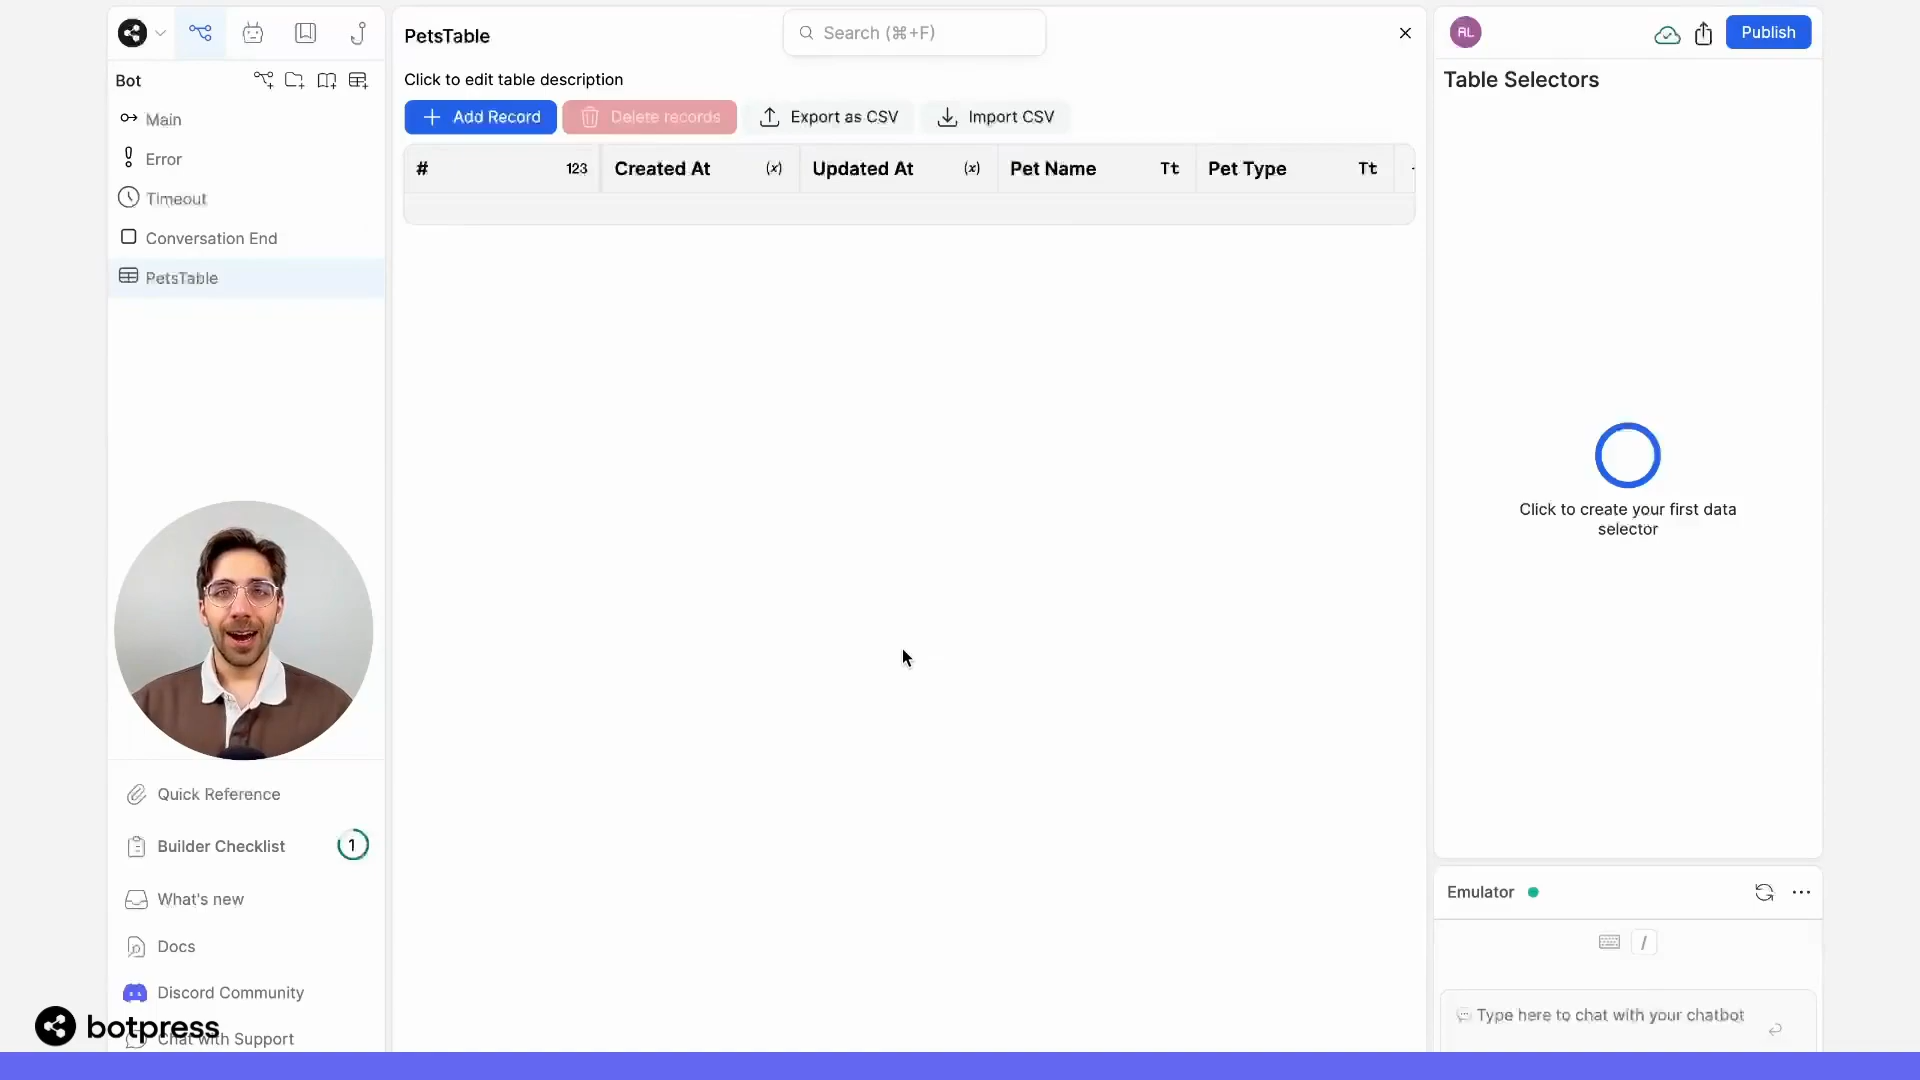 Bot
Main
Error
Timeout
Conversation End
PetsTable
Quick Reference
Builder Checklist
1
What's new
Docs
Discord Community
Chat with Support
botpress
PetsTable
Search (⌘+F)
Click to edit table description
Add Record
Delete records
Export as CSV
Import CSV
# 123 Created At (x) Updated At (x) Pet Name Tt Pet Type Tt
AL
Publish
Table Selectors
Click to create your first data
selector
Emulator
/
Type here to chat with your chatbot